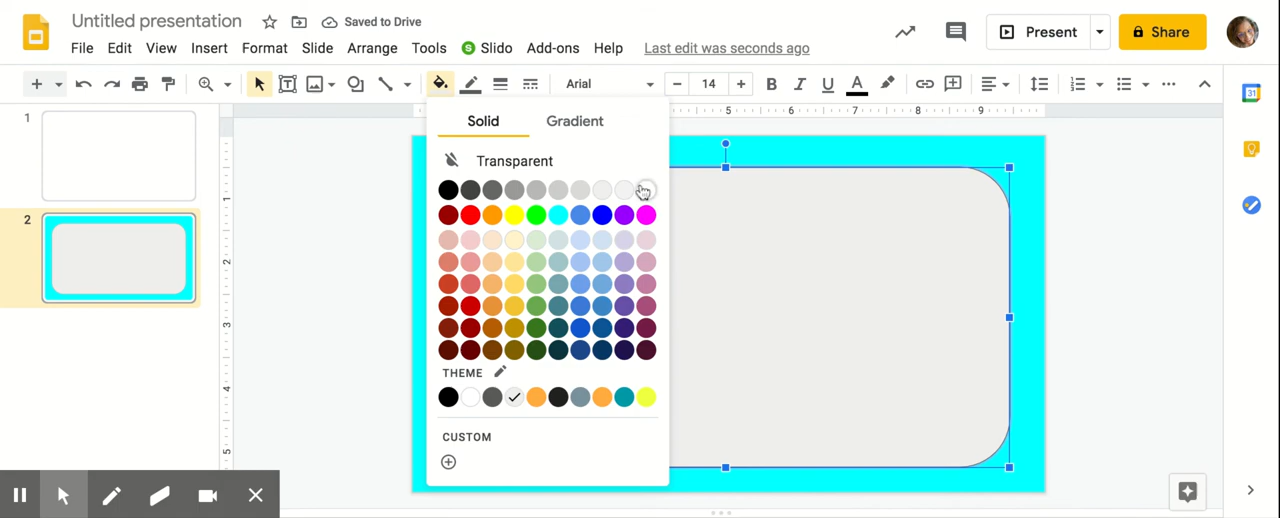 Untitled presentation Saved to Drive
File Edit View Insert Format Slide Arrange Tools S Slido Add-ons Help Last edit was seconds ago
Present Share
Arial 14 B I U A
31
1
2
5 6 7 8 9
1
2
3
4
5
Solid Gradient
Transparent
THEME
CUSTOM